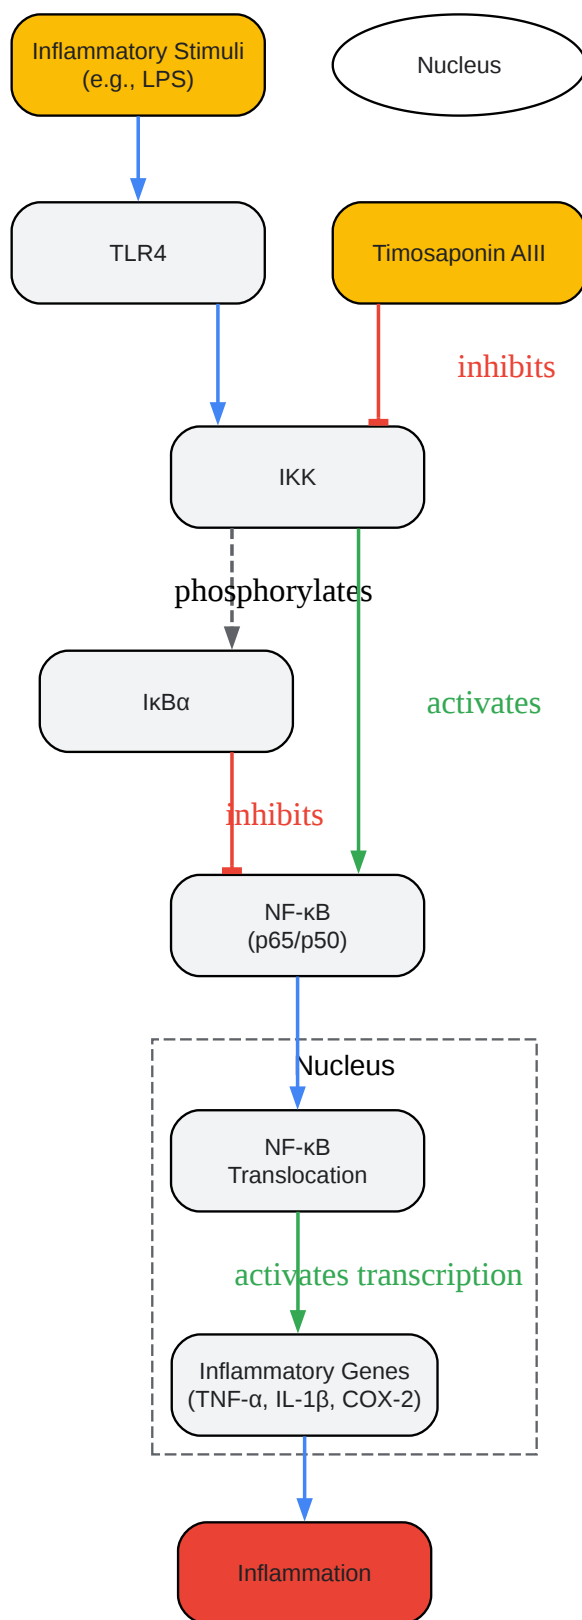 Inflammatory Stimuli
(e.g., LPS)
Nucleus
TLR4
Timosaponin AIII
inhibits
IKK
phosphorylates
IκBα
activates
inhibits
NF-κB
(p65/p50)
Nucleus
NF-κB
Translocation
activates transcription
Inflammatory Genes
(TNF-α, IL-1β, COX-2)
Inflammation